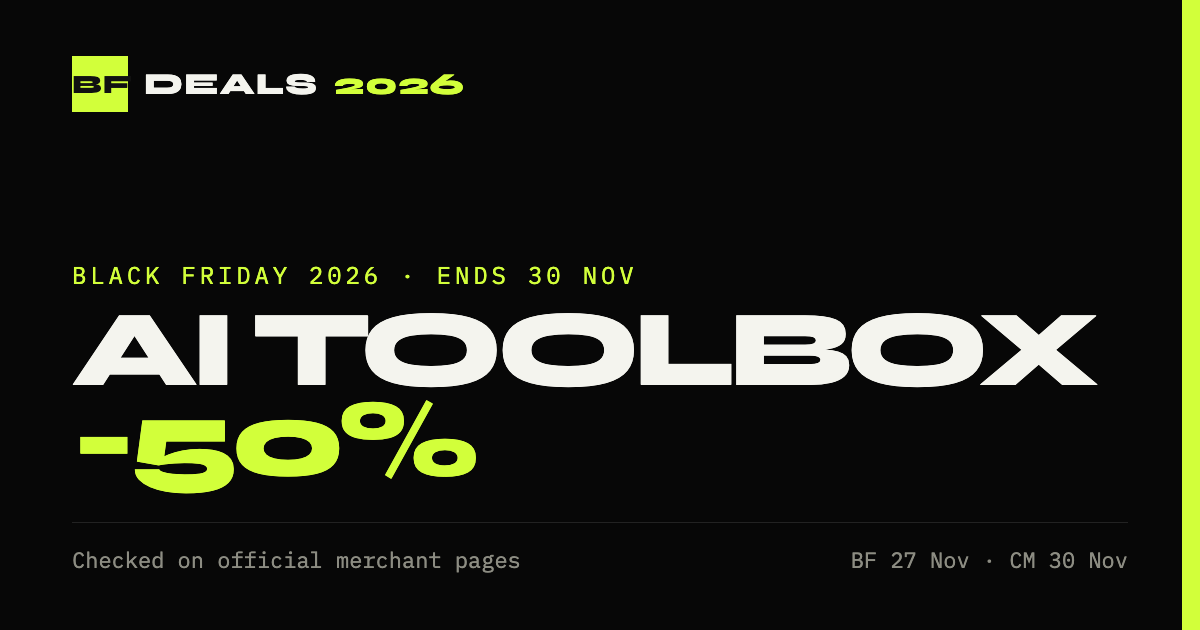 BF DEALS 2026
BLACK FRIDAY 2026 · ENDS 30 NOV
AI TOOLBOX
-50%
Checked on official merchant pages
BF 27 Nov · CM 30 Nov